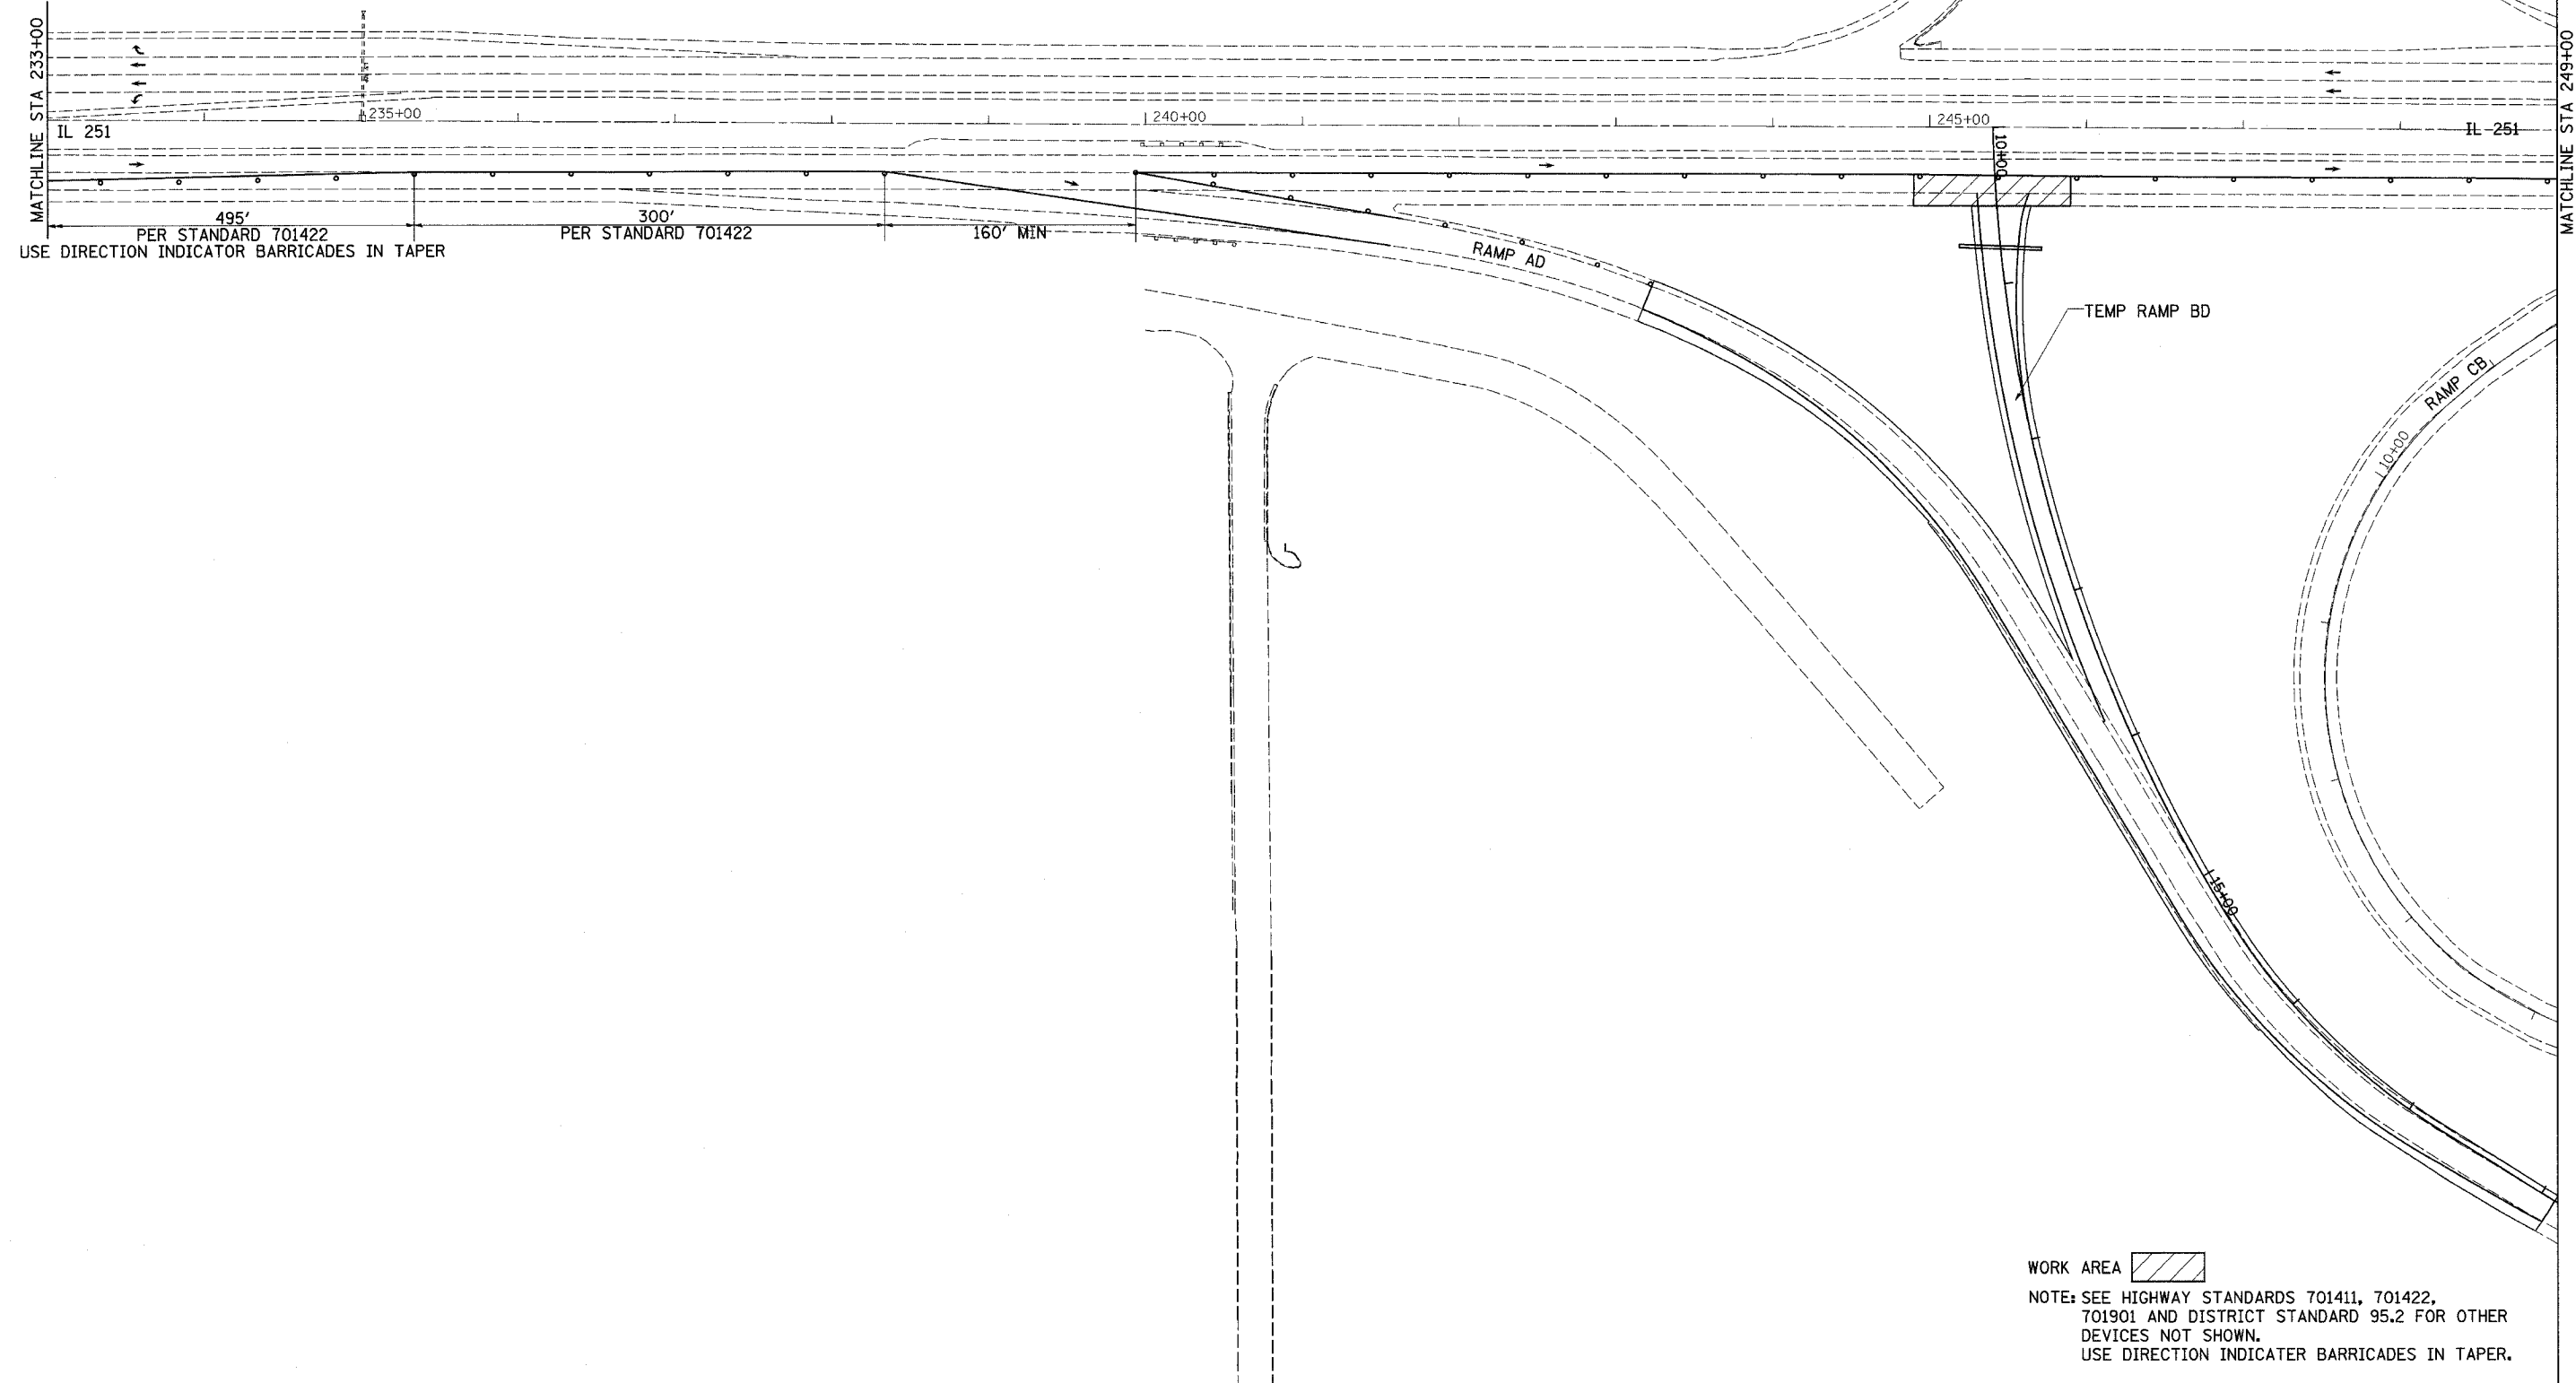 MATCHLINE STA 233+00
IL 251
235+00
240+00
245+00
10+00
IL 251
MATCHLINE STA 249+00
495'
PER STANDARD 701422
USE DIRECTION INDICATOR BARRICADES IN TAPER
300'
PER STANDARD 701422
160' MIN
RAMP AD
TEMP RAMP BD
RAMP CB
10+00
15+00
WORK AREA
NOTE: SEE HIGHWAY STANDARDS 701411, 701422,
701901 AND DISTRICT STANDARD 95.2 FOR OTHER
DEVICES NOT SHOWN.
USE DIRECTION INDICATER BARRICADES IN TAPER.